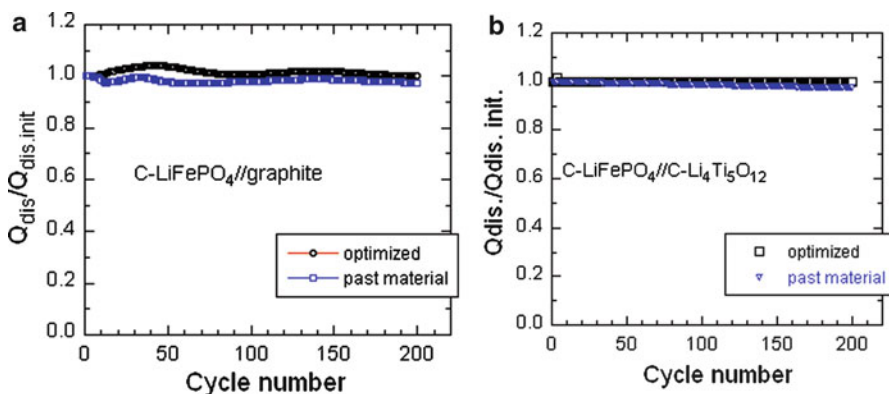 a
1.2
1.0
0.8
0.6
0.4
0.2
0.0
Q_dis/Q_dis.init
C-LiFePO₄//graphite
optimized
past material
0 50 100 150 200
Cycle number
b
1.2
1.0
0.8
0.6
0.4
0.2
0.0
Qdis./Qdis. init.
C-LiFePO₄//C-Li₄Ti₅O₁₂
optimized
past material
0 50 100 150 200
Cycle number